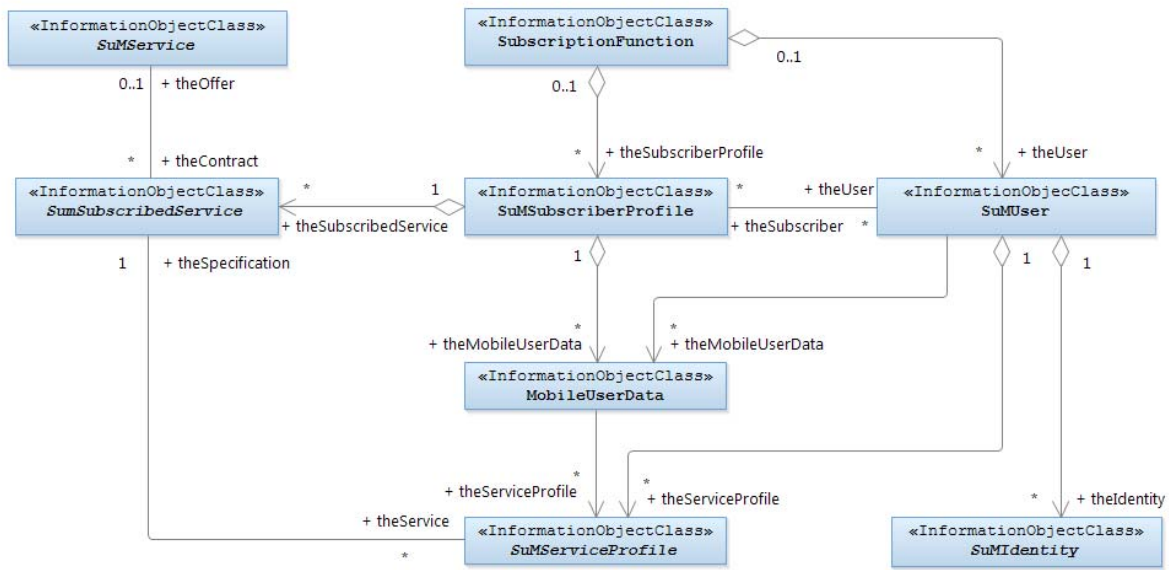 «InformationObjectClass»
SuMService
«InformationObjectClass»
SubscriptionFunction
0..1
+ theOffer
0..1
0..1
*
+ theContract
*
+ theSubscriberProfile
*
+ theUser
«InformationObjectClass»
SumSubscribedService
*
1
+ theSubscribedService
«InformationObjectClass»
SuMSubscriberProfile
*
+ theUser
+ theSubscriber
*
«InformationObjecClass»
SuMUser
1
+ theSpecification
1
1
1
*
+ theMobileUserData
*
+ theMobileUserData
«InformationObjectClass»
MobileUserData
*
+ theServiceProfile
*
+ theServiceProfile
*
+ theIdentity
+ theService
*
«InformationObjectClass»
SuMServiceProfile
«InformationObjectClass»
SuMIdentity